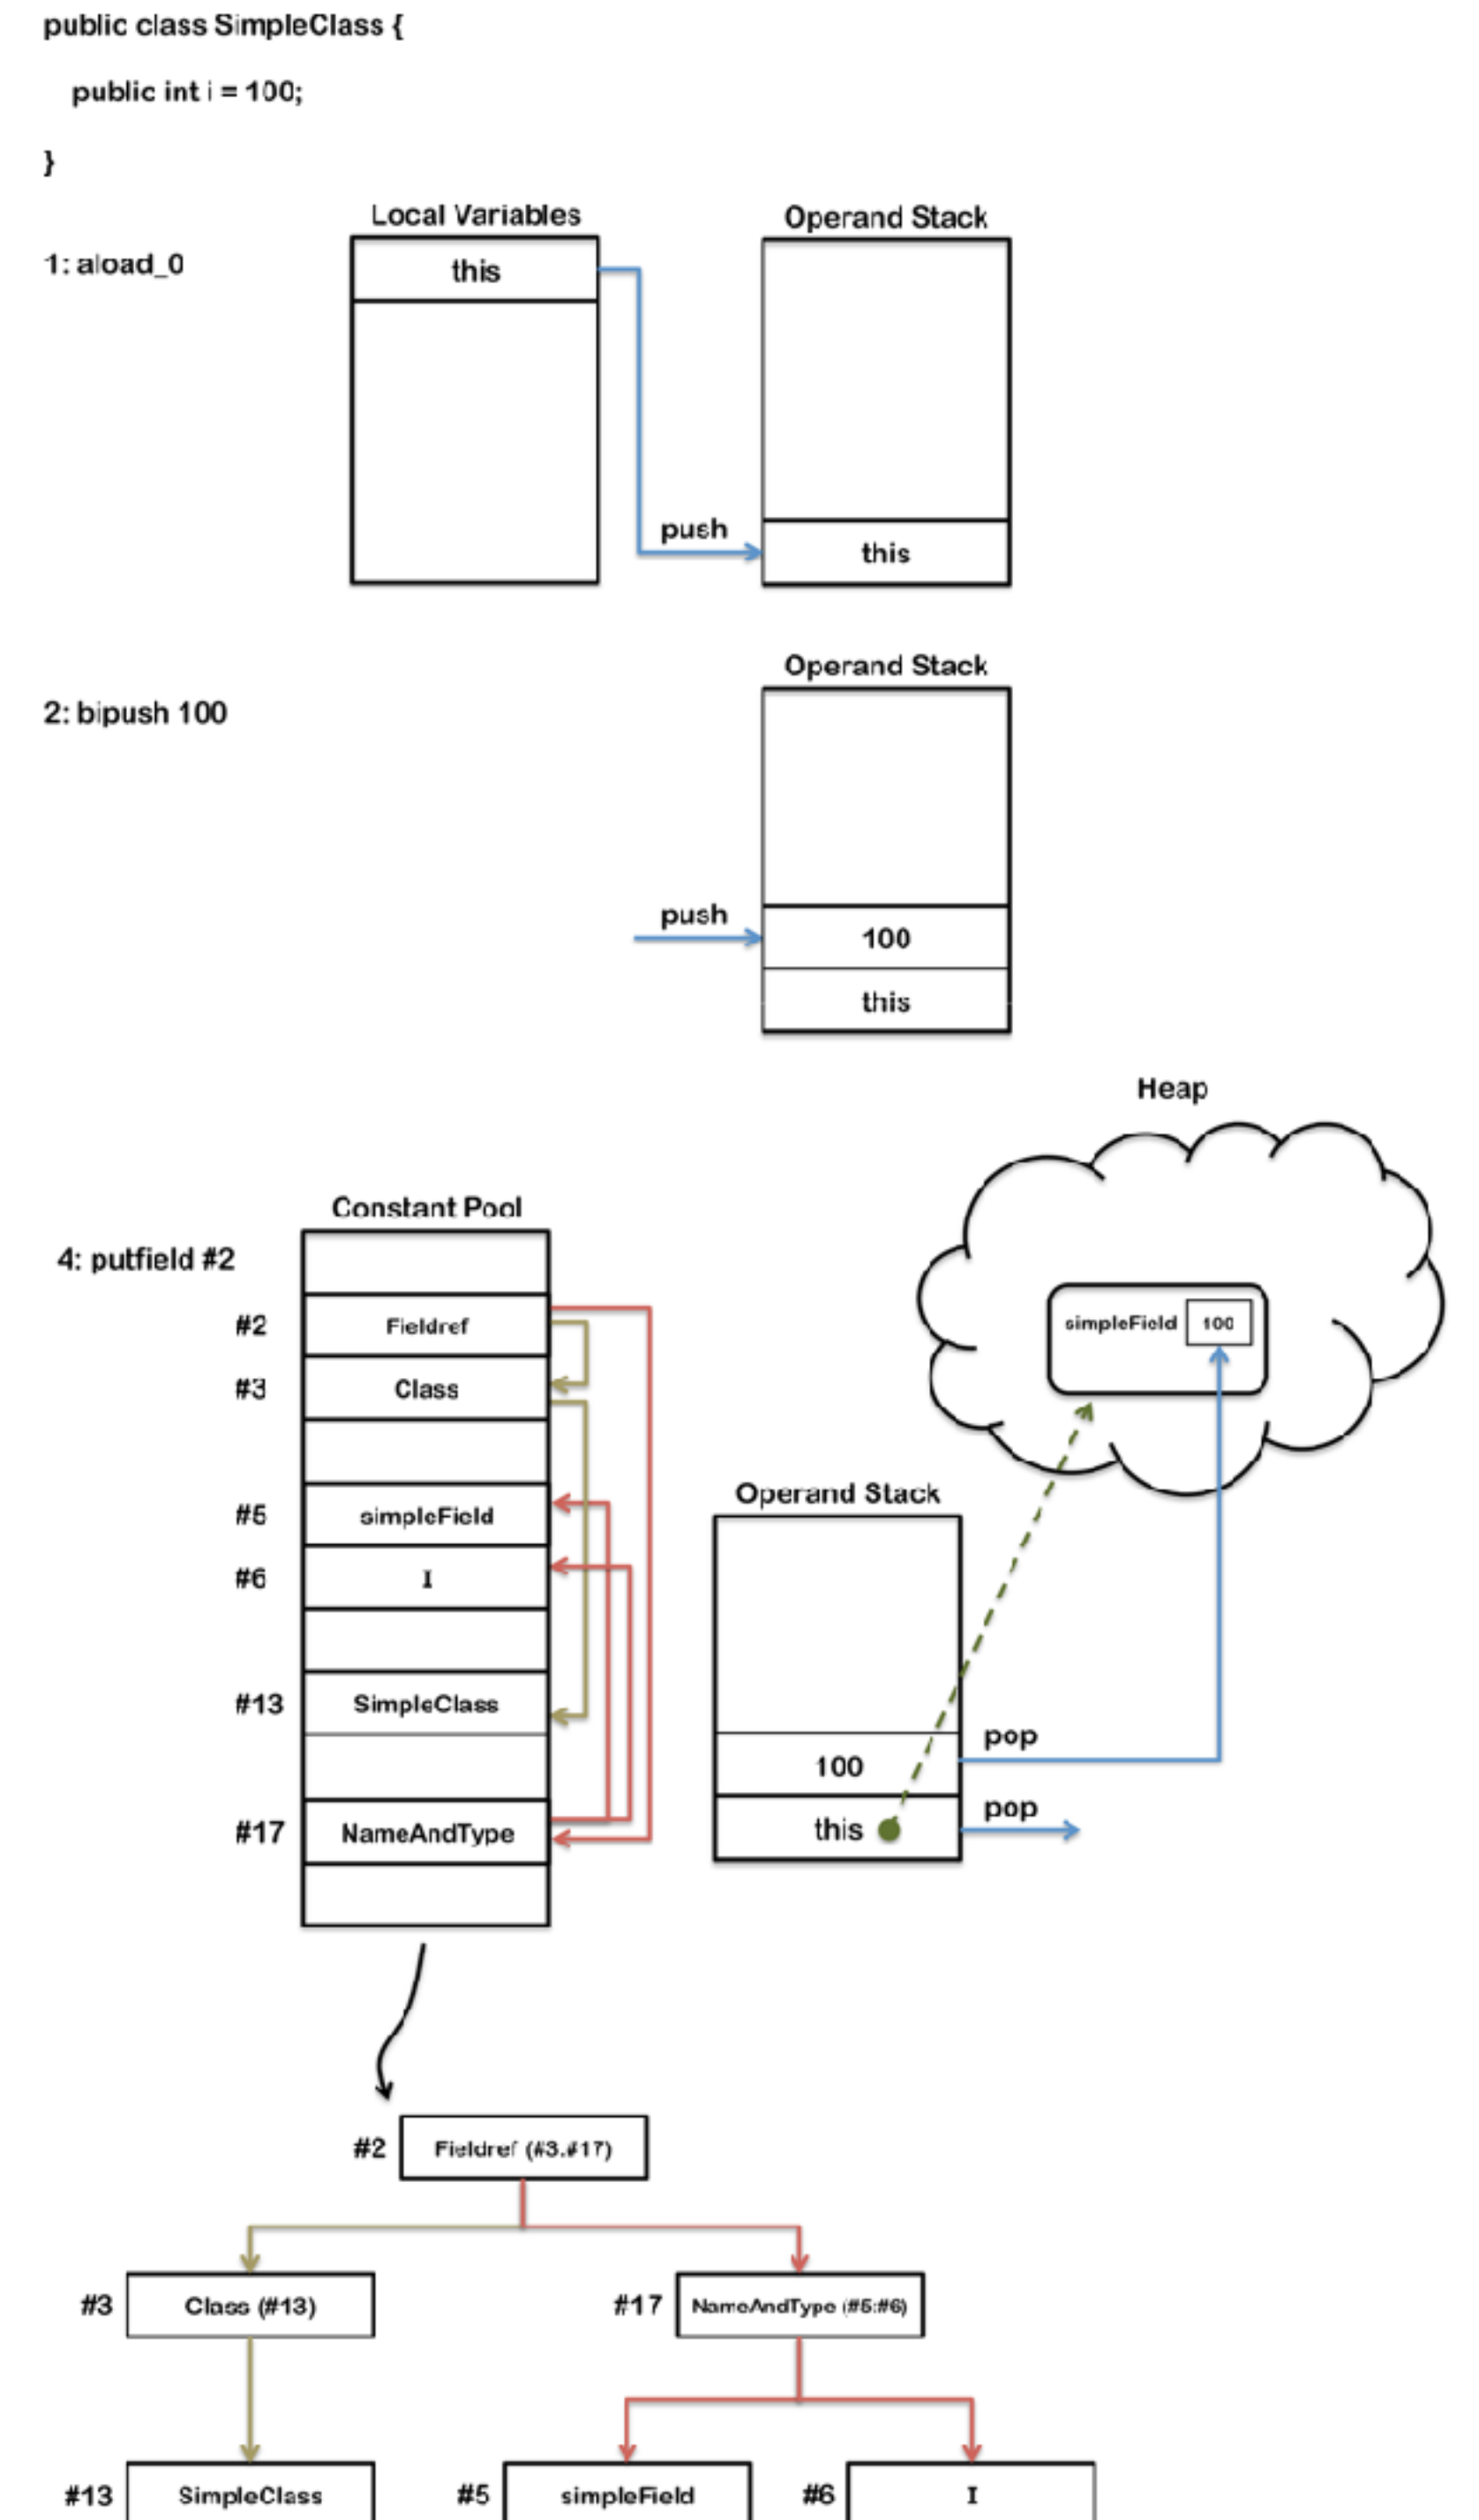 public class SimpleClass {
public int i = 100;
}
Local Variables
Operand Stack
1: aload_0
this
push
this
Operand Stack
2: bipush 100
push
100
this
Heap
Constant Pool
4: putfield #2
#2
Fieldref
simpleField
100
#3
Class
Operand Stack
#5
simpleField
#6
I
#13
SimpleClass
pop
100
pop
#17
NameAndType
this
#2
Fieldref (#3.#17)
#3
Class (#13)
#17
NameAndType (#5:#6)
#13
SimpleClass
#5
simpleField
#6
I